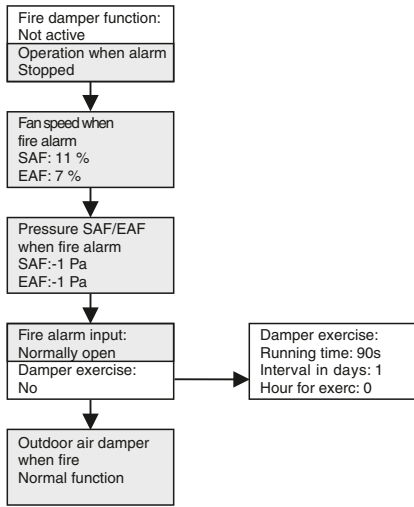 Fire damper function:
Not active
Operation when alarm
Stopped
Fan speed when
fire alarm
SAF: 11 %
EAF: 7 %
Pressure SAF/EAF
when fire alarm
SAF:-1 Pa
EAF:-1 Pa
Fire alarm input:
Normally open
Damper exercise:
No
Damper exercise:
Running time: 90s
Interval in days: 1
Hour for exerc: 0
Outdoor air damper
when fire
Normal function